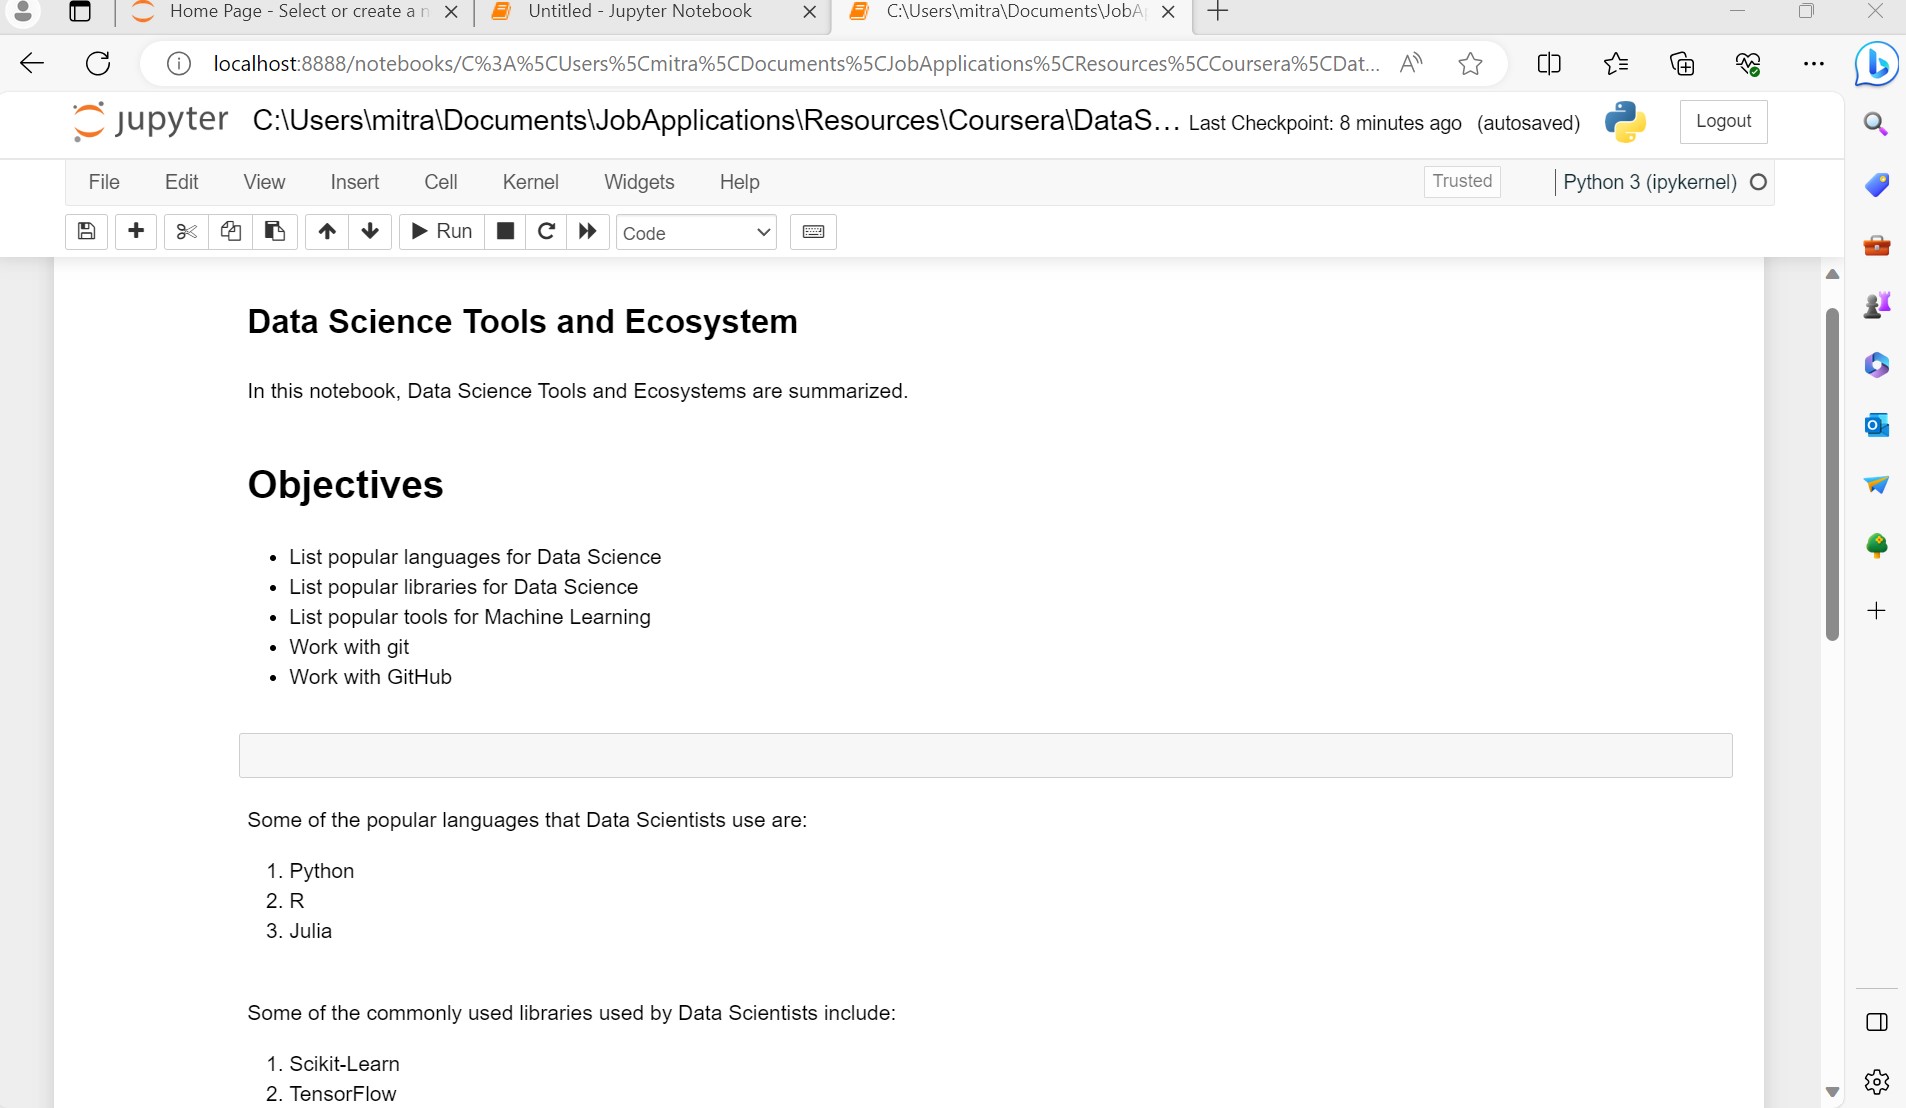 Home Page - Select or create a n
Untitled - Jupyter Notebook
C:\Users\mitra\Documents\JobA
localhost:8888/notebooks/C%3A%5CUsers%5Cmitra%5CDocuments%5CJobApplications%5CResources%5CCoursera%5CDat...
jupyter C:\Users\mitra\Documents\JobApplications\Resources\Coursera\DataS... Last Checkpoint: 8 minutes ago (autosaved) Logout
File Edit View Insert Cell Kernel Widgets Help Trusted Python 3 (ipykernel)
Run Code
Data Science Tools and Ecosystem
In this notebook, Data Science Tools and Ecosystems are summarized.
Objectives
• List popular languages for Data Science
• List popular libraries for Data Science
• List popular tools for Machine Learning
• Work with git
• Work with GitHub
Some of the popular languages that Data Scientists use are:
1. Python
2. R
3. Julia
Some of the commonly used libraries used by Data Scientists include:
1. Scikit-Learn
2. TensorFlow